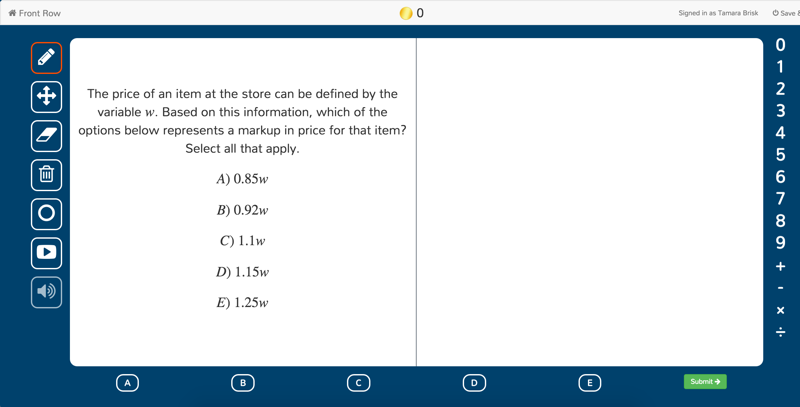 Front Row
0
Signed in as Tamara Brisk
Save
The price of an item at the store can be defined by the
variable w. Based on this information, which of the
options below represents a markup in price for that item?
Select all that apply.
A) 0.85w
B) 0.92w
C) 1.1w
D) 1.15w
E) 1.25w
0
1
2
3
4
5
6
7
8
9
+
-
×
÷
A
B
C
D
E
Submit